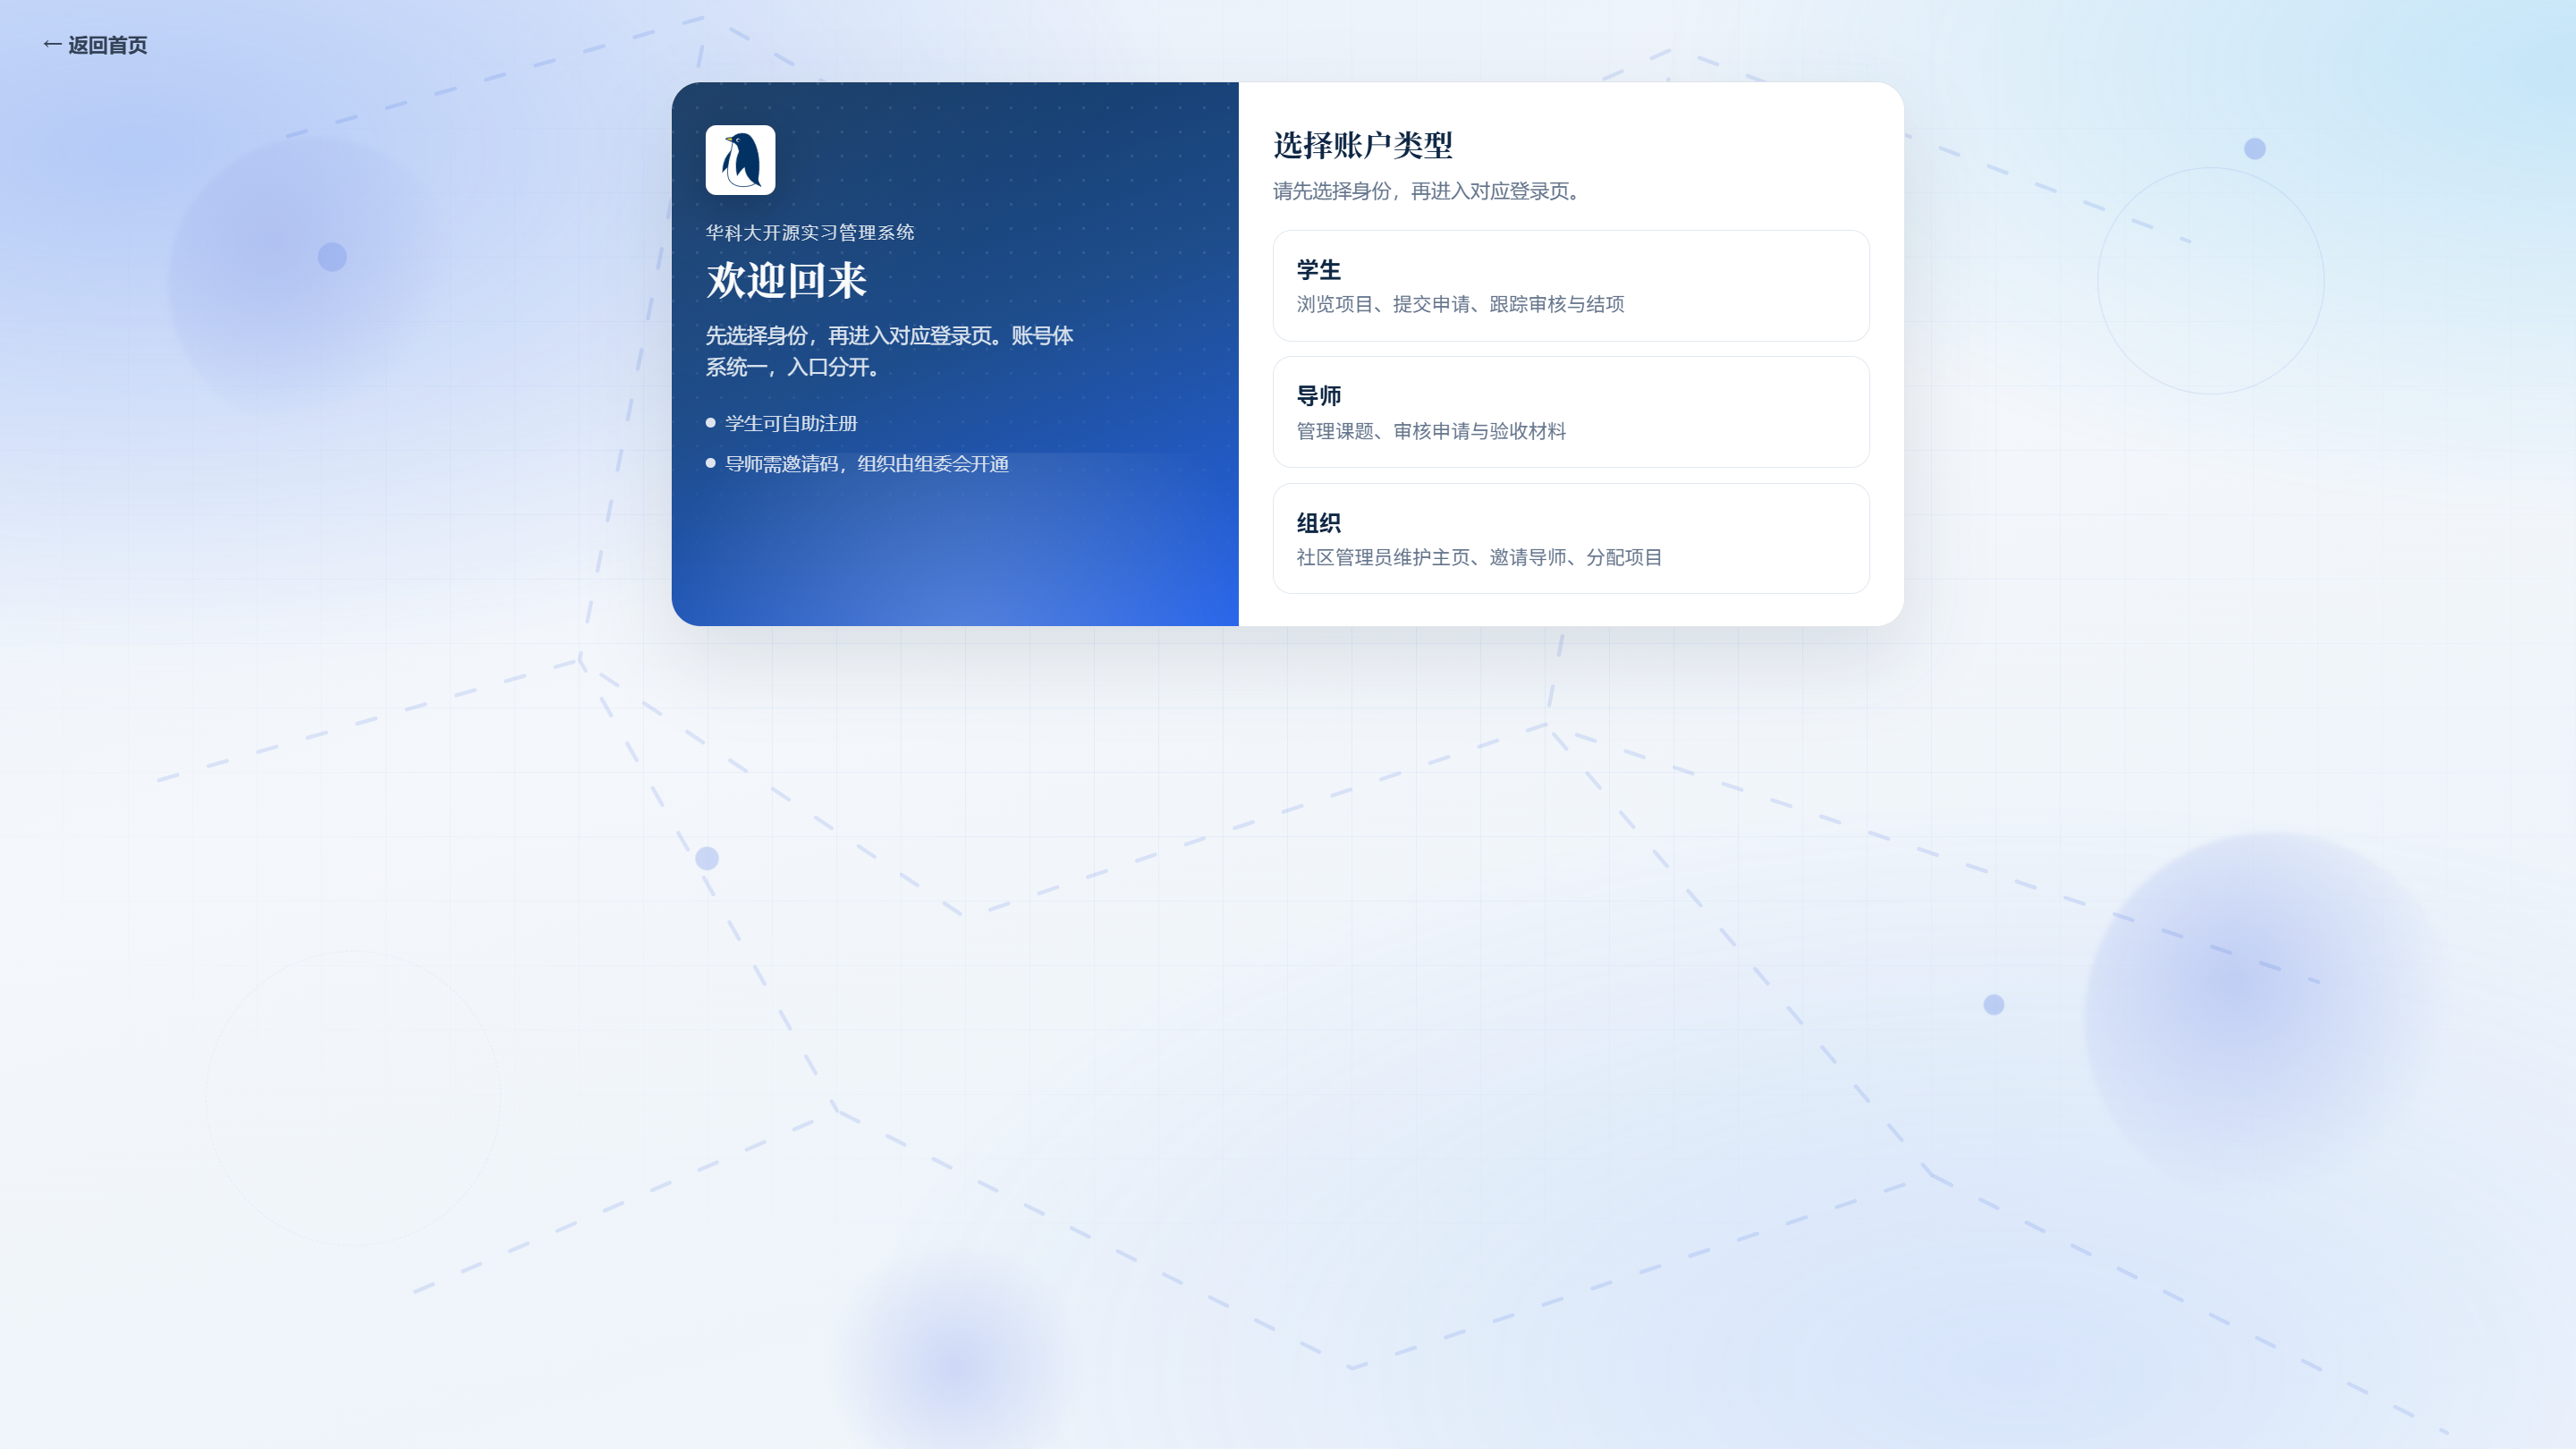 ← 返回首页
华科大开源实习管理系统
欢迎回来
先选择身份，再进入对应登录页。账号体
系统一，入口分开。
学生可自助注册
导师需邀请码，组织由组委会开通
选择账户类型
请先选择身份，再进入对应登录页。
学生
浏览项目、提交申请、跟踪审核与结项
导师
管理课题、审核申请与验收材料
组织
社区管理员维护主页、邀请导师、分配项目